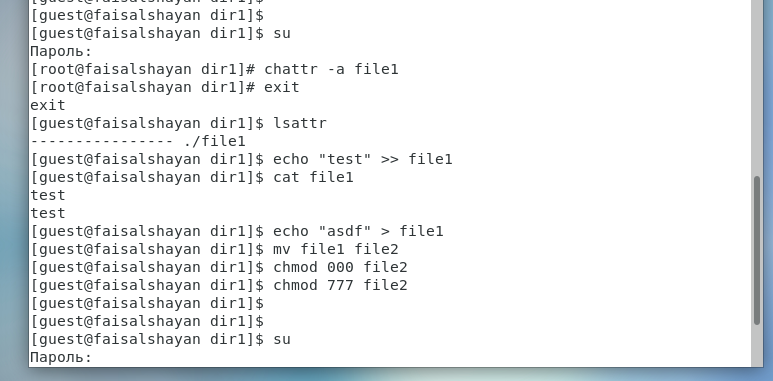 [guest@faisalshayan dir1]$
[guest@faisalshayan dir1]$
[guest@faisalshayan dir1]$ su
Пароль:
[root@faisalshayan dir1]# chattr -a file1
[root@faisalshayan dir1]# exit
exit
[guest@faisalshayan dir1]$ lsattr
---------------- ./file1
[guest@faisalshayan dir1]$ echo "test" >> file1
[guest@faisalshayan dir1]$ cat file1
test
test
[guest@faisalshayan dir1]$ echo "asdf" > file1
[guest@faisalshayan dir1]$ mv file1 file2
[guest@faisalshayan dir1]$ chmod 000 file2
[guest@faisalshayan dir1]$ chmod 777 file2
[guest@faisalshayan dir1]$
[guest@faisalshayan dir1]$
[guest@faisalshayan dir1]$ su
Пароль: